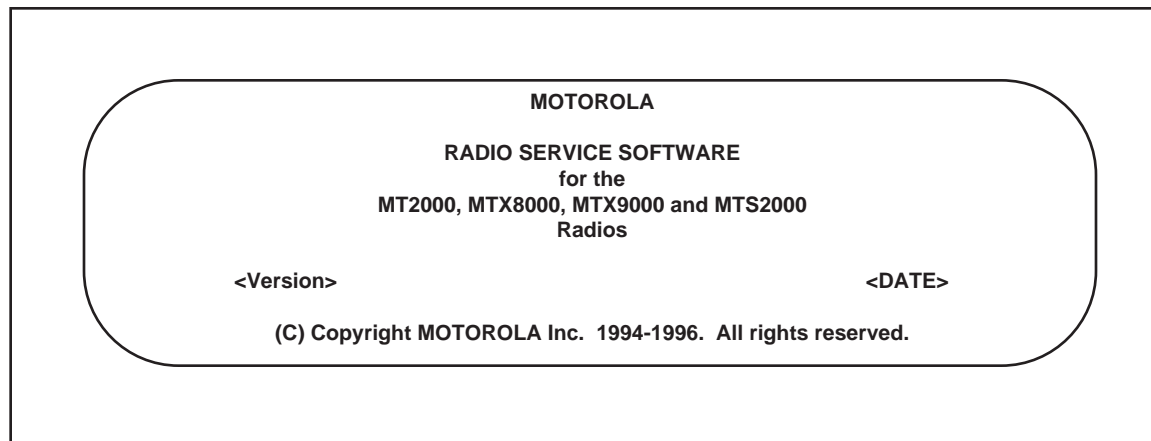 MOTOROLA
RADIO SERVICE SOFTWARE
for the
MT2000, MTX8000, MTX9000 and MTS2000
Radios
<Version> <DATE>
(C) Copyright MOTOROLA Inc. 1994-1996. All rights reserved.